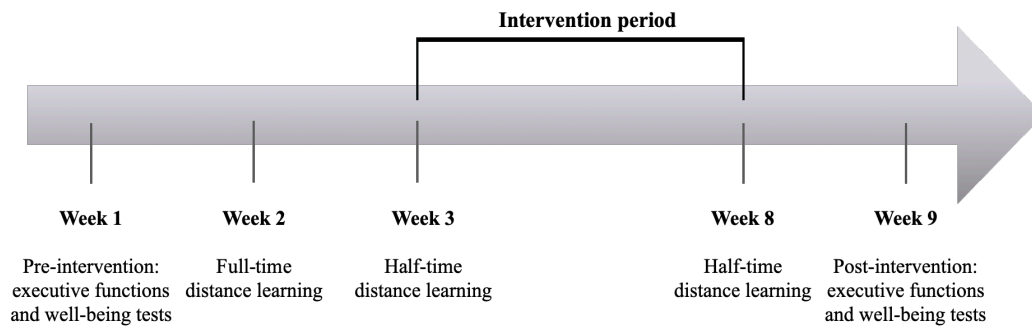 Intervention period
Week 1
Week 2
Week 3
Week 8
Week 9
Pre-intervention:
executive functions
and well-being tests
Full-time
distance learning
Half-time
distance learning
Half-time
distance learning
Post-intervention:
executive functions
and well-being tests